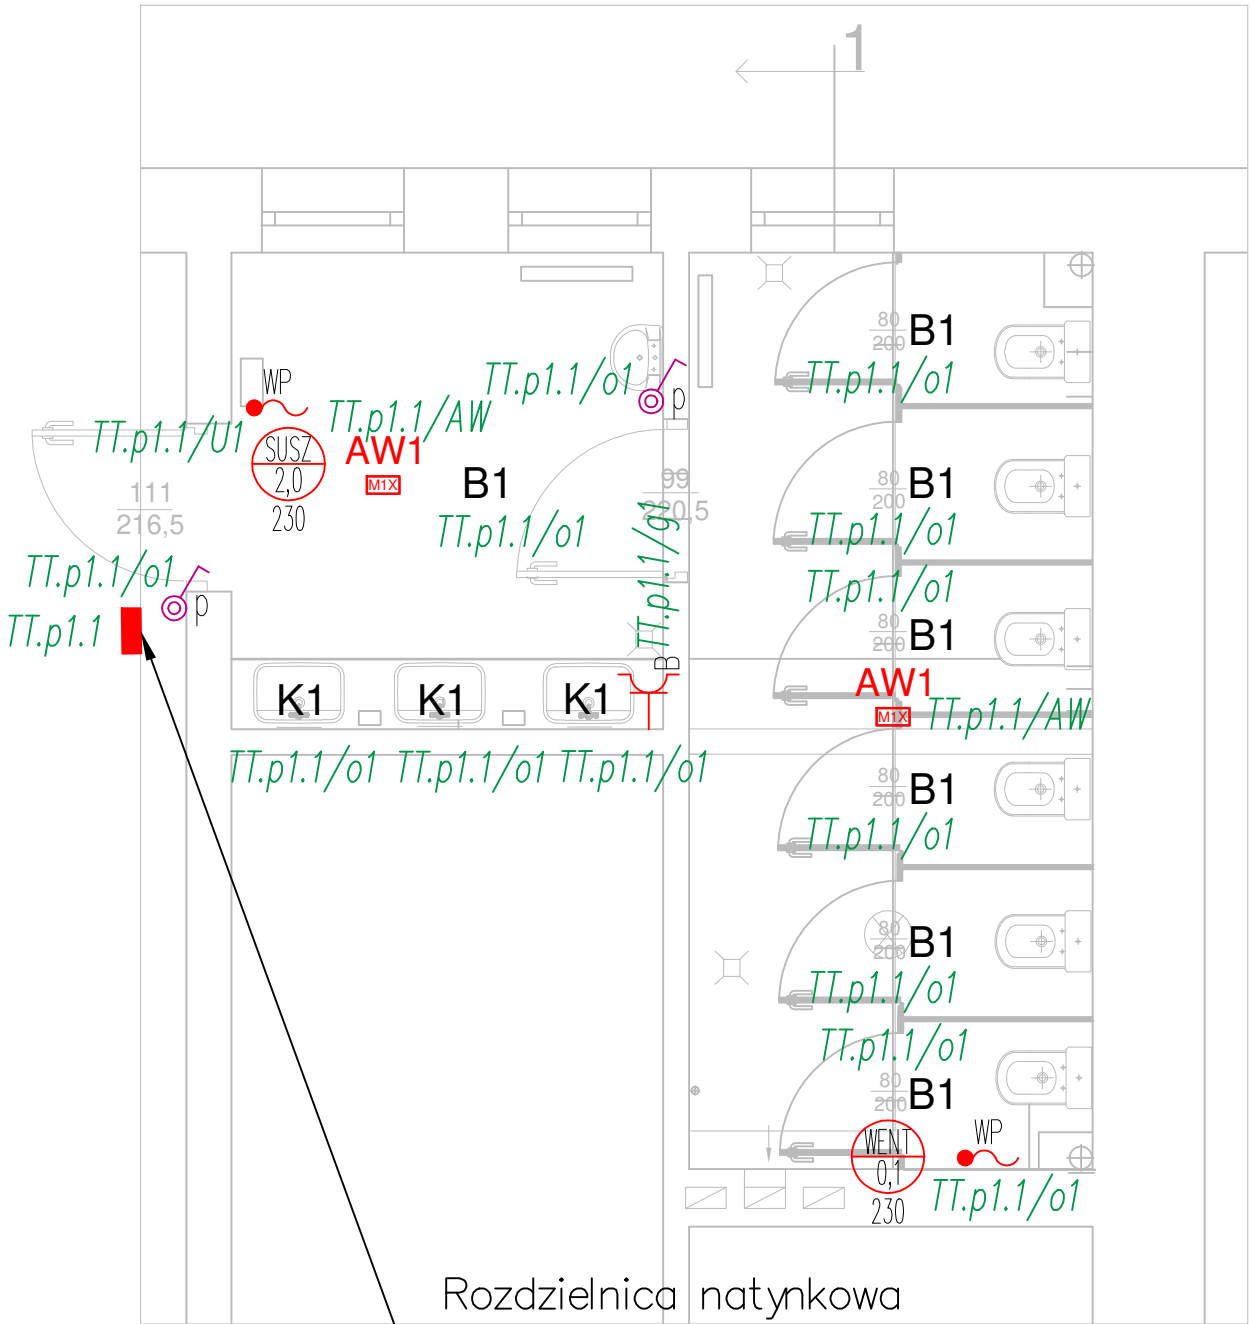 1
80
200
B1
TT.p1.1/o1
TT.p1.1/o1
p
WP
TT.p1.1/AW
TT.p1.1/U1
SUSZ
2,0
230
AW1
M1X
B1
TT.p1.1/o1
99
220,5
TT.p1.1/g1
B
111
216,5
80
200
B1
TT.p1.1/o1
TT.p1.1/o1
TT.p1.1/o1
p
TT.p1.1
80
200
B1
AW1
M1X
TT.p1.1/AW
K1
K1
K1
TT.p1.1/o1
TT.p1.1/o1
TT.p1.1/o1
80
200
B1
TT.p1.1/o1
80
200
B1
TT.p1.1/o1
TT.p1.1/o1
80
200
B1
WENT
0,1
230
WP
TT.p1.1/o1
Rozdzielnica natynkowa